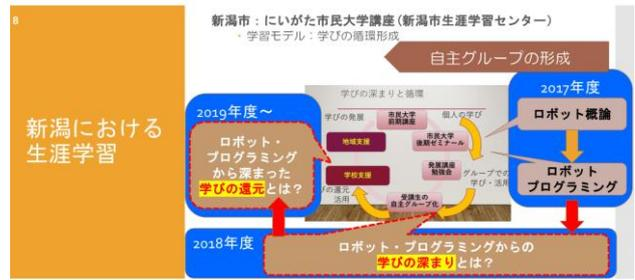 8
新潟における
生涯学習
新潟市：にいがた市民大学講座(新潟市生涯学習センター)
・学習モデル：学びの循環形成
自主グループの形成
学びの深まりと循環
学びの発展
市民大学
前期講座
個人の学び
市民大学
後期ゼミナール
発展講座
勉強会
グループでの
学び・活用
受講生の
自主グループ化
学びの還元
活用
学校支援
地域支援
2017年度
ロボット概論
ロボット
プログラミング
2018年度
ロボット・プログラミングからの
学びの深まりとは？
2019年度～
ロボット・
プログラミング
から深まった
学びの還元とは？